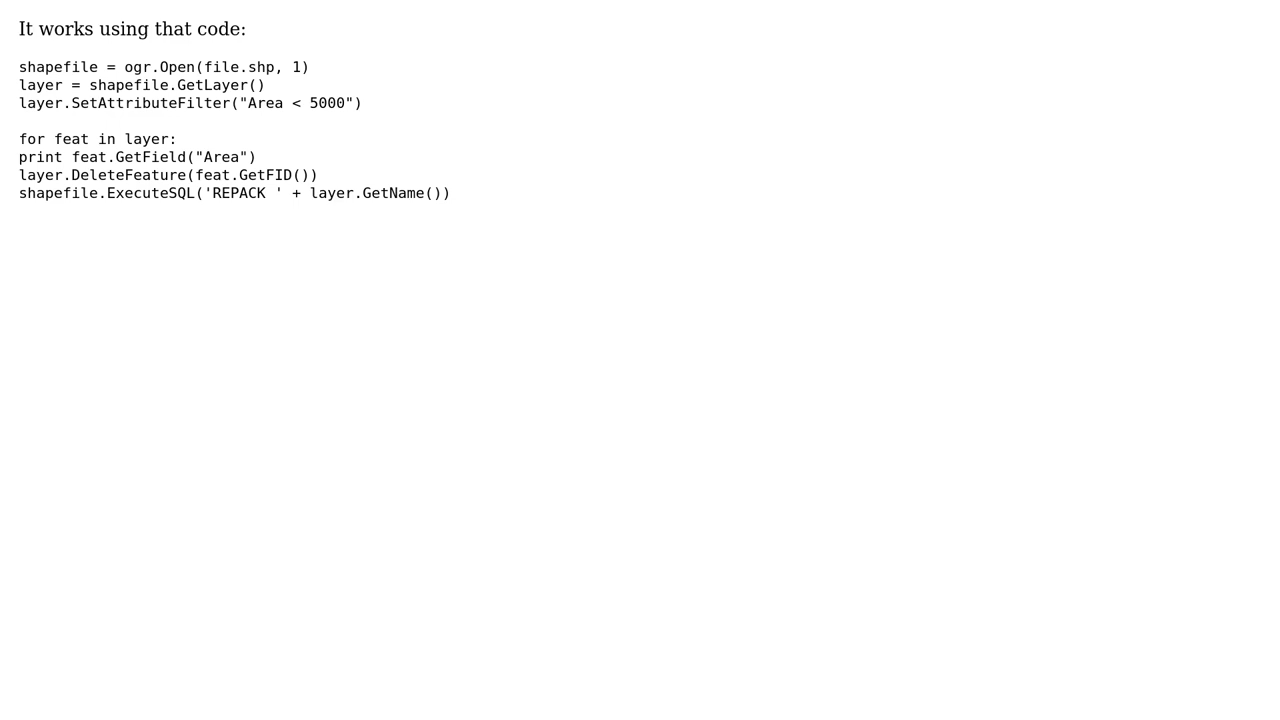 It works using that code:
shapefile = ogr.Open(file.shp, 1)
layer = shapefile.GetLayer()
layer.SetAttributeFilter("Area < 5000")
for feat in layer:
print feat.GetField("Area")
layer.DeleteFeature(feat.GetFID())
shapefile.ExecuteSQL('REPACK ' + layer.GetName())